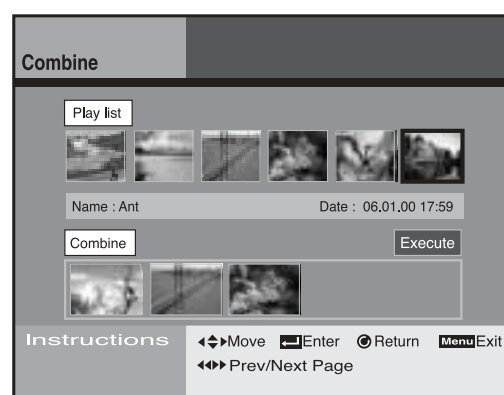 Combine
Play list
Name : Ant Date : 06.01.00 17:59
Combine Execute
Instructions Move Enter Return Menu Exit
Prev/Next Page